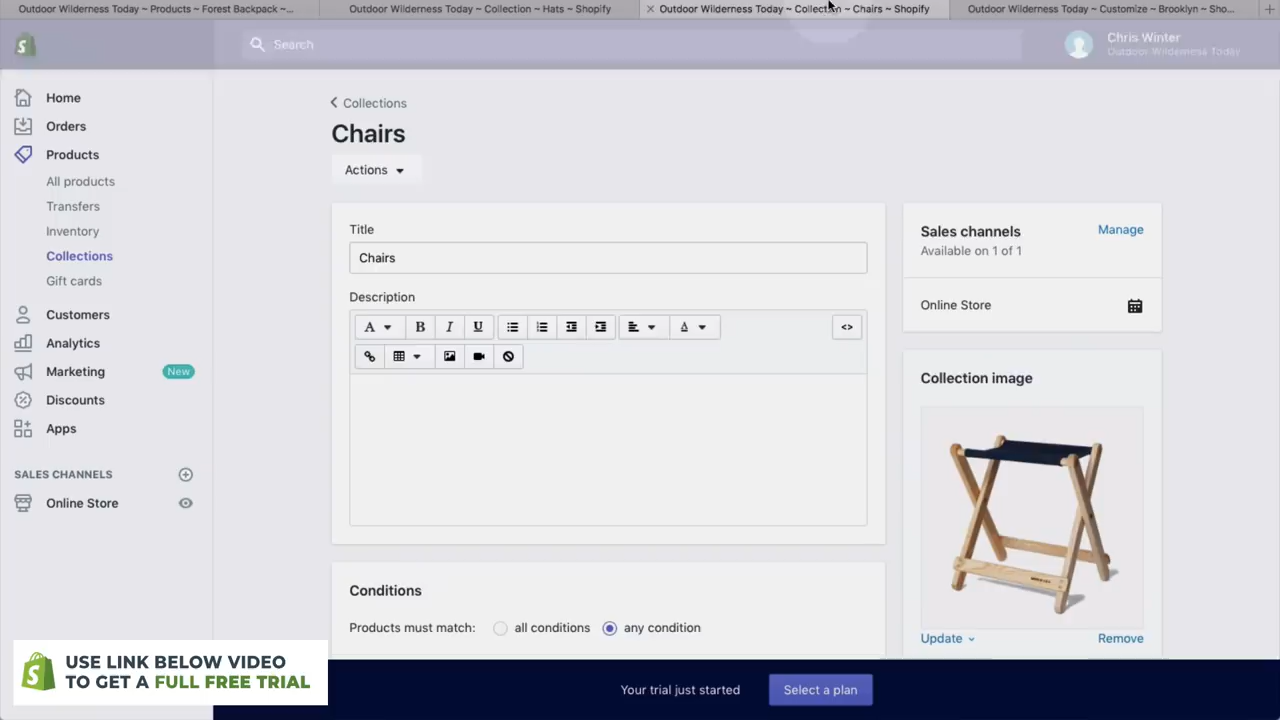 Outdoor Wilderness Today ~ Products ~ Forest Backpack ~...
Outdoor Wilderness Today ~ Collection ~ Hats ~ Shopify
Outdoor Wilderness Today ~ Collection ~ Chairs ~ Shopify
Outdoor Wilderness Today ~ Customize ~ Brooklyn ~ Sho...
Search
Chris Winter
Outdoor Wilderness Today
Home
Orders
Products
All products
Transfers
Inventory
Collections
Gift cards
Customers
Analytics
Marketing
New
Discounts
Apps
SALES CHANNELS
Online Store
Collections
Chairs
Actions
Title
Chairs
Description
A
B
I
U
A
<>
Conditions
Products must match:
all conditions
any condition
Sales channels
Manage
Available on 1 of 1
Online Store
Collection image
Update
Remove
USE LINK BELOW VIDEO
TO GET A FULL FREE TRIAL
Your trial just started
Select a plan